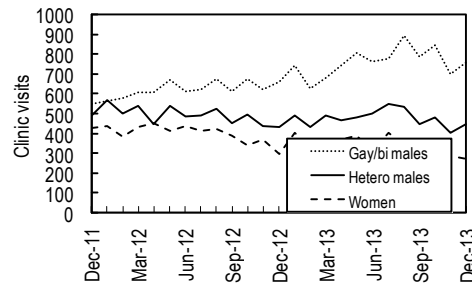 Clinic visits
1000
900
800
700
600
500
400
300
200
100
0
Gay/bi males
Hetero males
Women
Dec-11
Mar-12
Jun-12
Sep-12
Dec-12
Mar-13
Jun-13
Sep-13
Dec-13